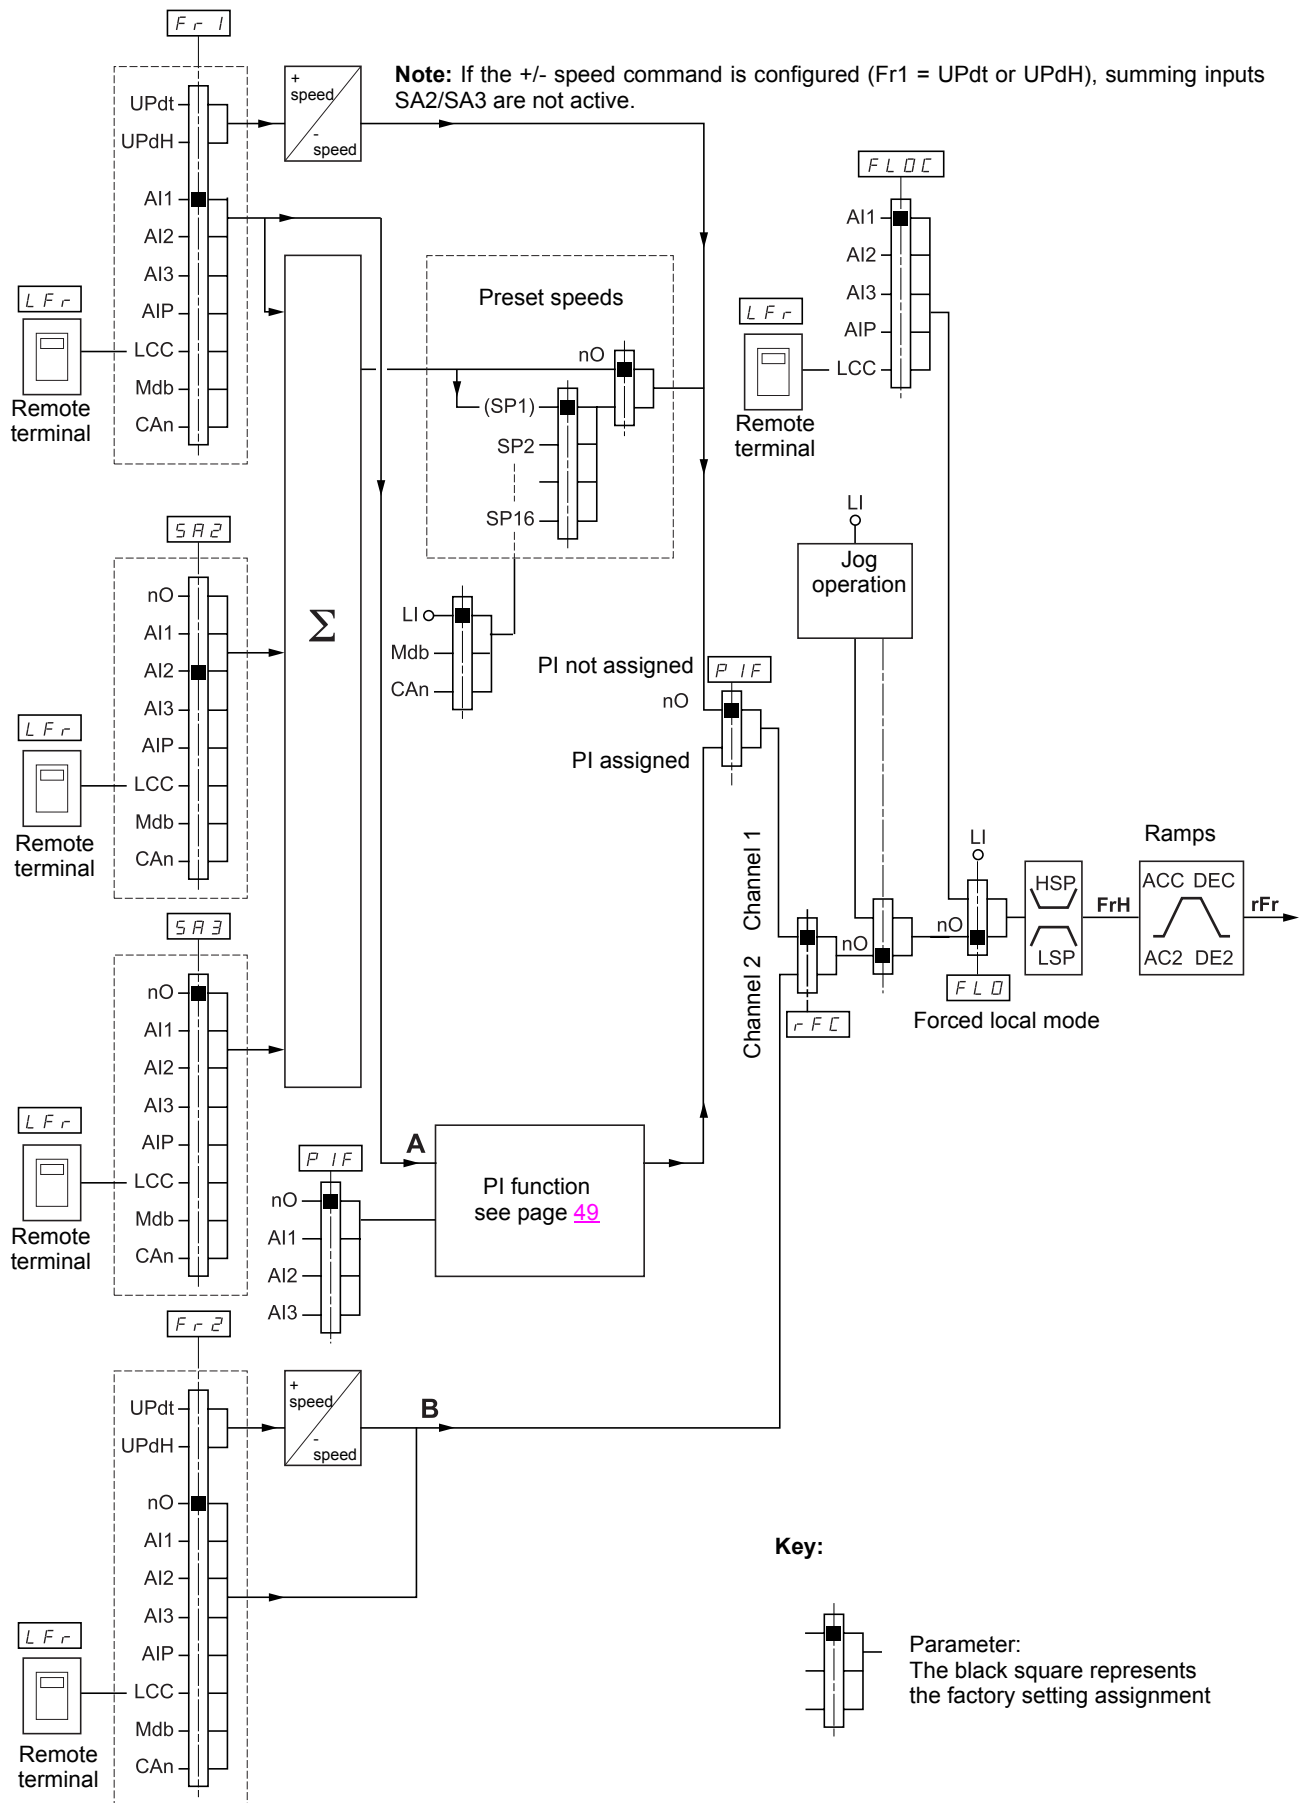 Fr 1
Note: If the +/- speed command is configured (Fr1 = UPdt or UPdH), summing inputs
SA2/SA3 are not active.
UPdt
UPdH
+
speed
-
speed
AI1
AI2
AI3
AIP
LCC
Mdb
CAn
LFr
Remote
terminal
Preset speeds
nO
(SP1)
SP2
SP16
LI
Mdb
CAn
FLOC
AI1
AI2
AI3
AIP
LCC
LFr
Remote
terminal
SA2
nO
AI1
AI2
AI3
AIP
LCC
Mdb
CAn
LFr
Remote
terminal
Σ
LI
Jog
operation
PI not assigned
PIF
nO
PI assigned
Channel 1
Channel 2
rFC
nO
nO
LI
FLO
Forced local mode
HSP
LSP
FrH
Ramps
ACC DEC
AC2 DE2
rFr
SA3
nO
AI1
AI2
AI3
AIP
LCC
Mdb
CAn
LFr
Remote
terminal
A
PIF
nO
AI1
AI2
AI3
PI function
see page 49
Fr2
UPdt
UPdH
+
speed
-
speed
B
nO
AI1
AI2
AI3
AIP
LCC
Mdb
CAn
LFr
Remote
terminal
Key:
Parameter:
The black square represents
the factory setting assignment